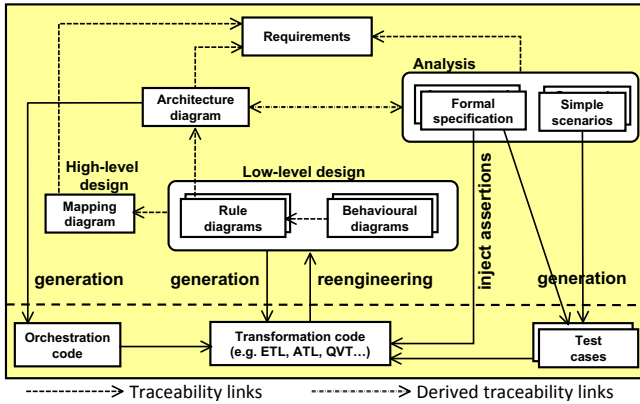 Requirements
Analysis
Architecture
diagram
Formal
specification
Simple
scenarios
High-level
design
Low-level design
Mapping
diagram
Rule
diagrams
Behavioural
diagrams
inject assertions
generation
generation
reengineering
generation
Orchestration
code
Transformation code
(e.g. ETL, ATL, QVT…)
Test
cases
Traceability links
Derived traceability links